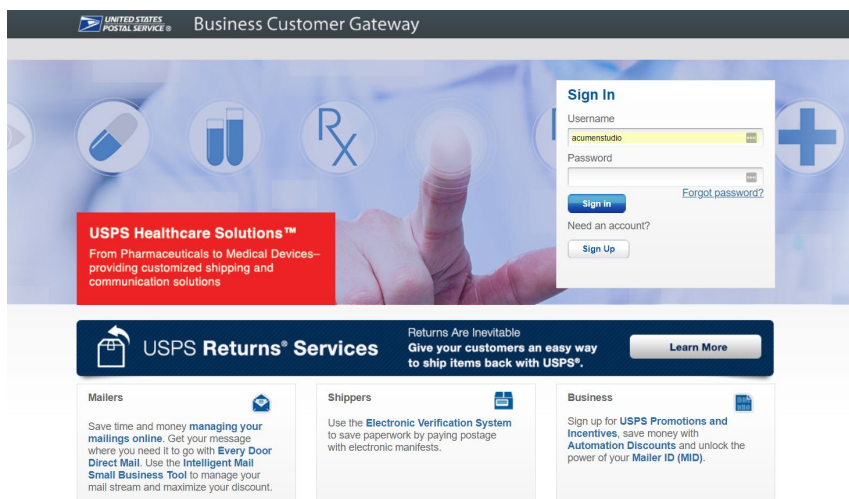 UNITED STATES
POSTAL SERVICE ®
Business Customer Gateway
Sign In
Username
acumenstudio
Password
Forgot password?
Sign in
Need an account?
Sign Up
Rx
USPS Healthcare Solutions™
From Pharmaceuticals to Medical Devices–
providing customized shipping and
communication solutions
USPS Returns® Services
Returns Are Inevitable
Give your customers an easy way
to ship items back with USPS®.
Learn More
Mailers
Save time and money managing your
mailings online. Get your message
where you need it to go with Every Door
Direct Mail. Use the Intelligent Mail
Small Business Tool to manage your
mail stream and maximize your discount.
Shippers
Use the Electronic Verification System
to save paperwork by paying postage
with electronic manifests.
Business
Sign up for USPS Promotions and
Incentives, save money with
Automation Discounts and unlock the
power of your Mailer ID (MID).